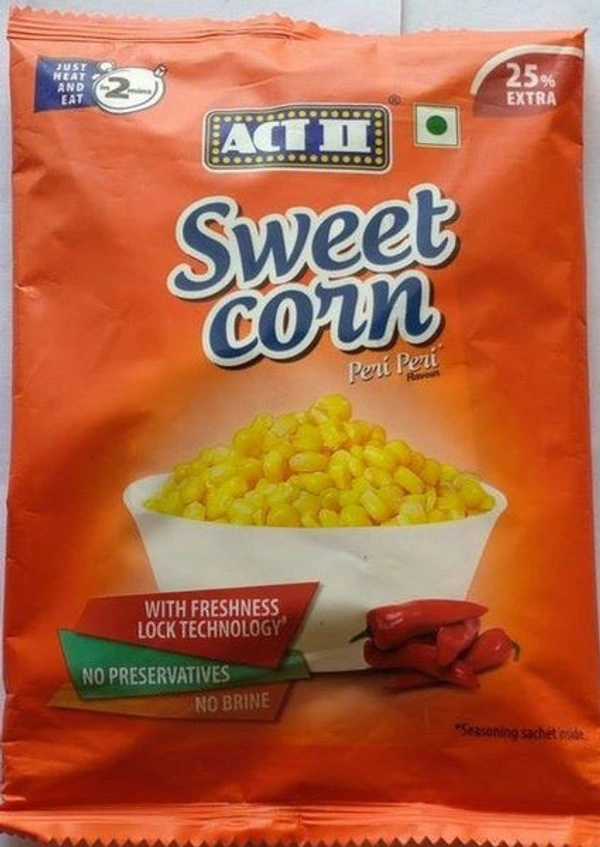 JUST
HEAT
AND
EAT
in 2 mins
25%
EXTRA
ACT II
®
Sweet
corn
Peri Peri
Flavour
WITH FRESHNESS
LOCK TECHNOLOGY*
NO PRESERVATIVES
NO BRINE
*Seasoning sachet inside